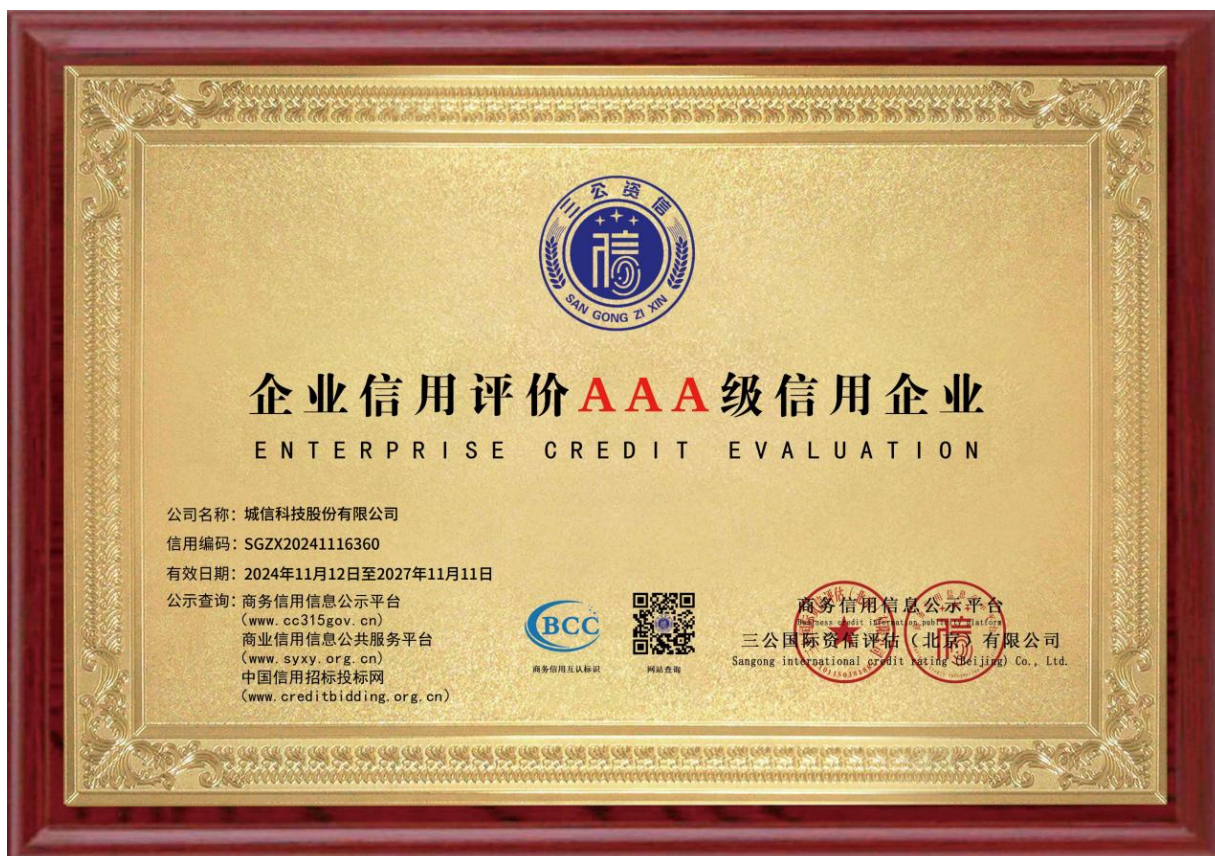 三公资信
信
SAN GONG ZI XIN
企业信用评价AAA级信用企业
ENTERPRISE CREDIT EVALUATION
公司名称：城信科技股份有限公司
信用编码：SGZX20241116360
有效日期：2024年11月12日至2027年11月11日
公示查询：商务信用信息公示平台
(www.cc315gov.cn)
商业信用信息公共服务平台
(www.syxy.org.cn)
中国信用招标投标网
(www.creditbidding.org.cn)
BCC
商务信用互认标识
网站查询
商务信用信息公示平台
Business credit information publicity platform
三公国际资信评估（北京）有限公司
Sangong international credit rating (Beijing) Co., Ltd.